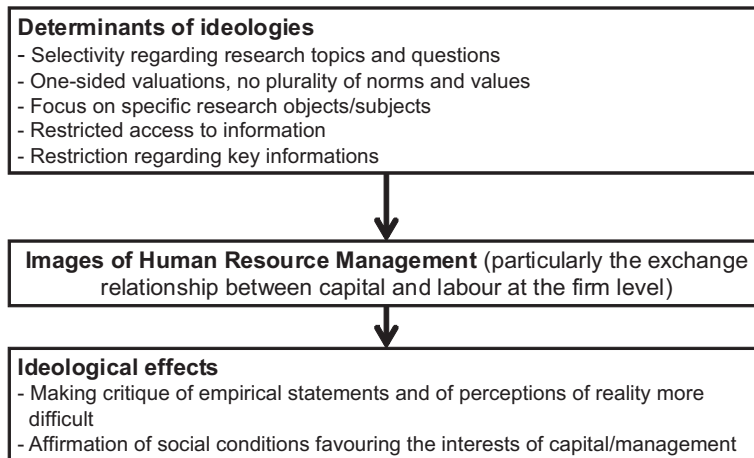 Determinants of ideologies
- Selectivity regarding research topics and questions
- One-sided valuations, no plurality of norms and values
- Focus on specific research objects/subjects
- Restricted access to information
- Restriction regarding key informations
Images of Human Resource Management (particularly the exchange
relationship between capital and labour at the firm level)
Ideological effects
- Making critique of empirical statements and of perceptions of reality more
difficult
- Affirmation of social conditions favouring the interests of capital/management